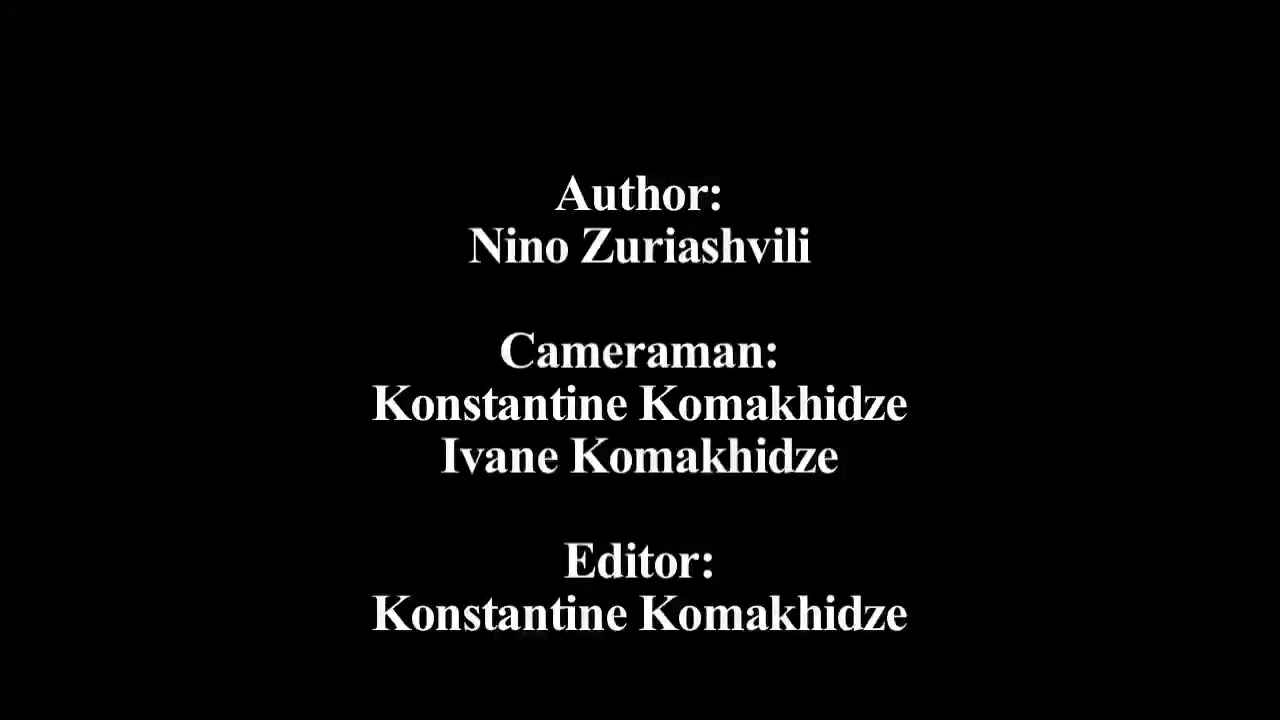 Author:
Nino Zuriashvili
Cameraman:
Konstantine Komakhidze
Ivane Komakhidze
Editor:
Konstantine Komakhidze